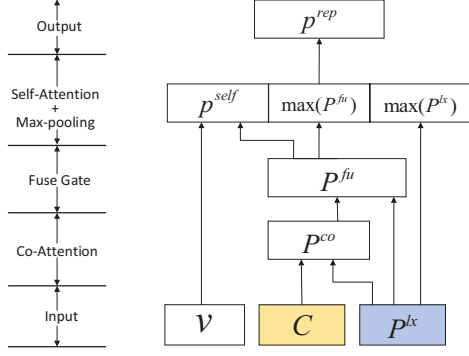 Output
p^{rep}
Self-Attention
+
Max-pooling
p^{self}
max(P^{fu})
max(P^{lx})
Fuse Gate
P^{fu}
Co-Attention
P^{co}
Input
v
C
P^{lx}